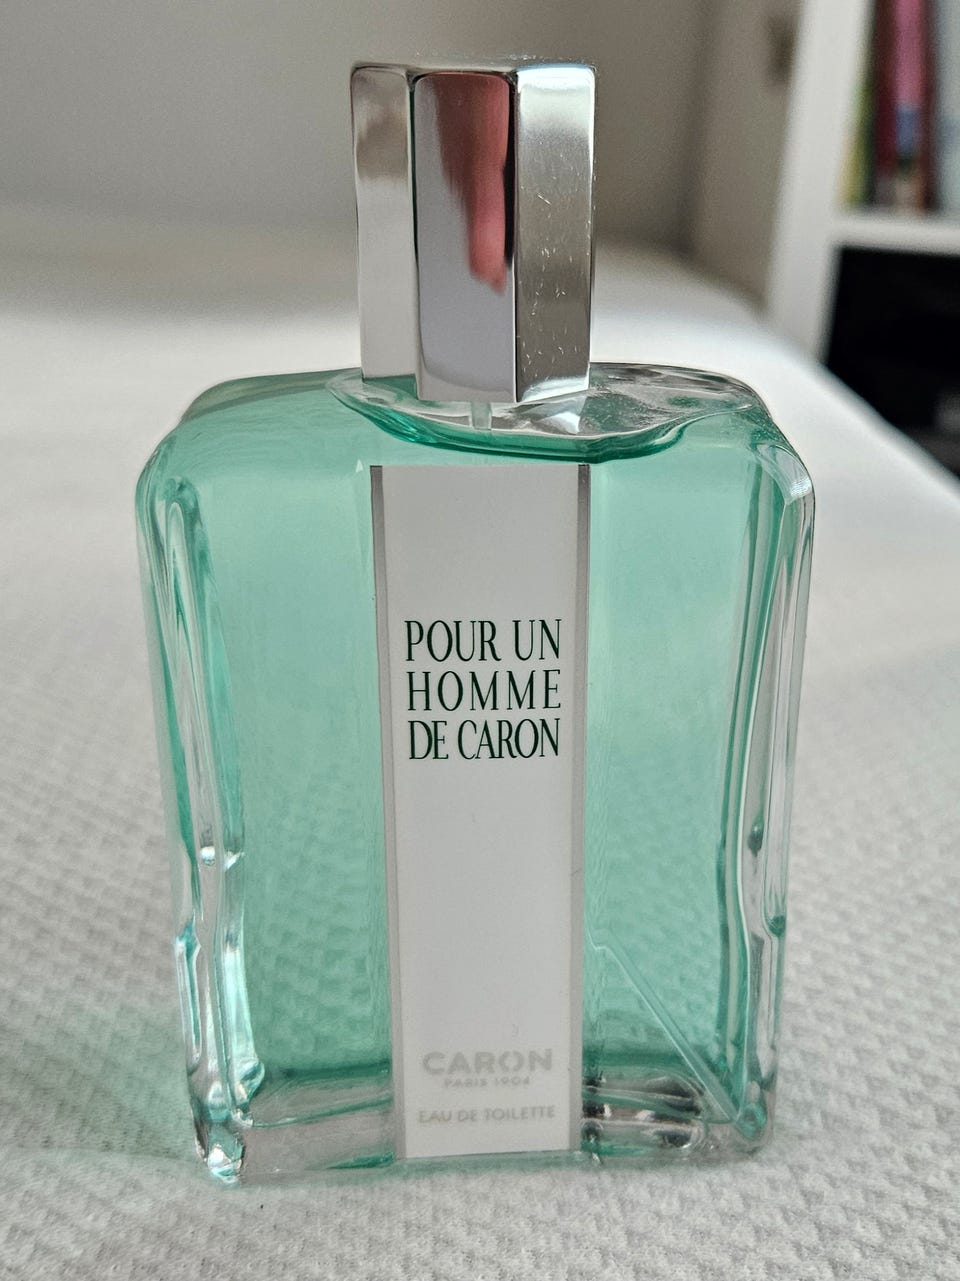 POUR UN
HOMME
DE CARON
CARON
PARIS 1904
EAU DE TOILETTE